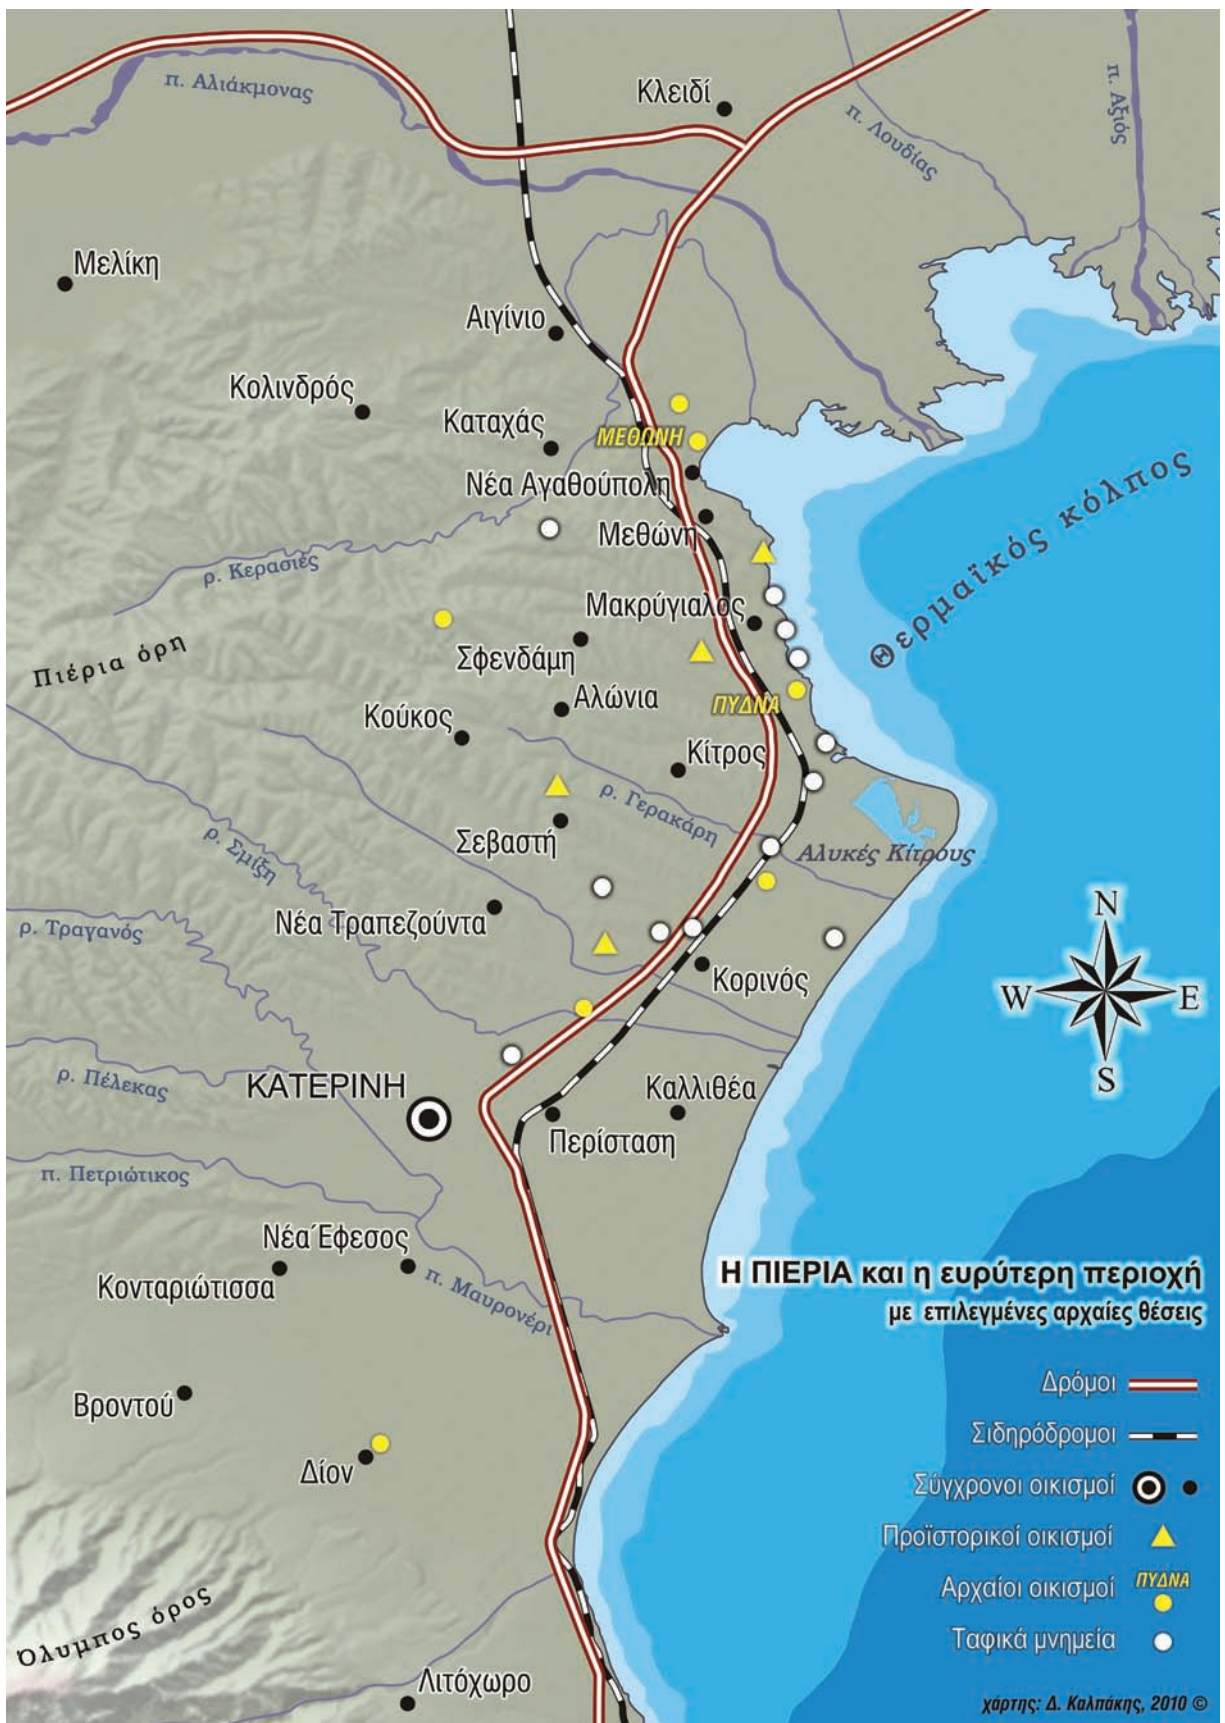 π. Αλιάκμονας
Κλειδί
π. Λουδίας
π. Αξιός
Μελίκη
Αιγίνιο
Κολινδρός
Καταχάς
ΜΕΘΩΝΗ
Νέα Αγαθούπολη
Μεθώνη
Θερμαϊκός κόλπος
ρ. Κερασιές
Μακρύγιαλος
Πιέρια όρη
Σφενδάμη
Αλώνια
ΠΥΔΝΑ
Κούκος
Κίτρος
ρ. Γερακάρη
Σεβαστή
ρ. Σμίξη
Αλυκές Κίτρους
Νέα Τραπεζούντα
ρ. Τραγανός
Κορινός
N
W
E
S
ρ. Πέλεκας
ΚΑΤΕΡΙΝΗ
Καλλιθέα
Περίσταση
π. Πετριώτικος
Νέα Έφεσος
Κονταριώτισσα
π. Μαυρονέρι
Βροντού
Δίον
Όλυμπος όρος
Λιτόχωρο
Η ΠΙΕΡΙΑ και η ευρύτερη περιοχή
με επιλεγμένες αρχαίες θέσεις
Δρόμοι
Σιδηρόδρομοι
Σύγχρονοι οικισμοί
Προϊστορικοί οικισμοί
Αρχαίοι οικισμοί ΠΥΔΝΑ
Ταφικά μνημεία
χάρτης: Δ. Καλπάκης, 2010 ©